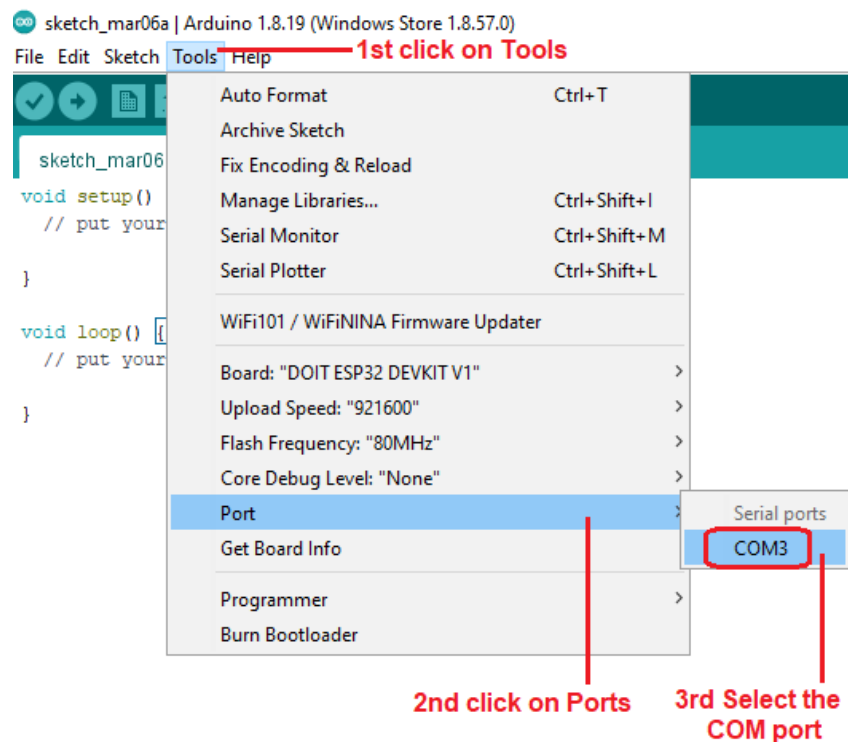 sketch_mar06a | Arduino 1.8.19 (Windows Store 1.8.57.0)
File Edit Sketch Tools Help
1st click on Tools
sketch_mar06
void setup()
// put your
}
void loop() {
// put your
}
Auto Format Ctrl+T
Archive Sketch
Fix Encoding & Reload
Manage Libraries... Ctrl+Shift+I
Serial Monitor Ctrl+Shift+M
Serial Plotter Ctrl+Shift+L
WiFi101 / WiFiNINA Firmware Updater
Board: "DOIT ESP32 DEVKIT V1"
Upload Speed: "921600"
Flash Frequency: "80MHz"
Core Debug Level: "None"
Port
Get Board Info
Programmer
Burn Bootloader
Serial ports
COM3
2nd click on Ports
3rd Select the
COM port